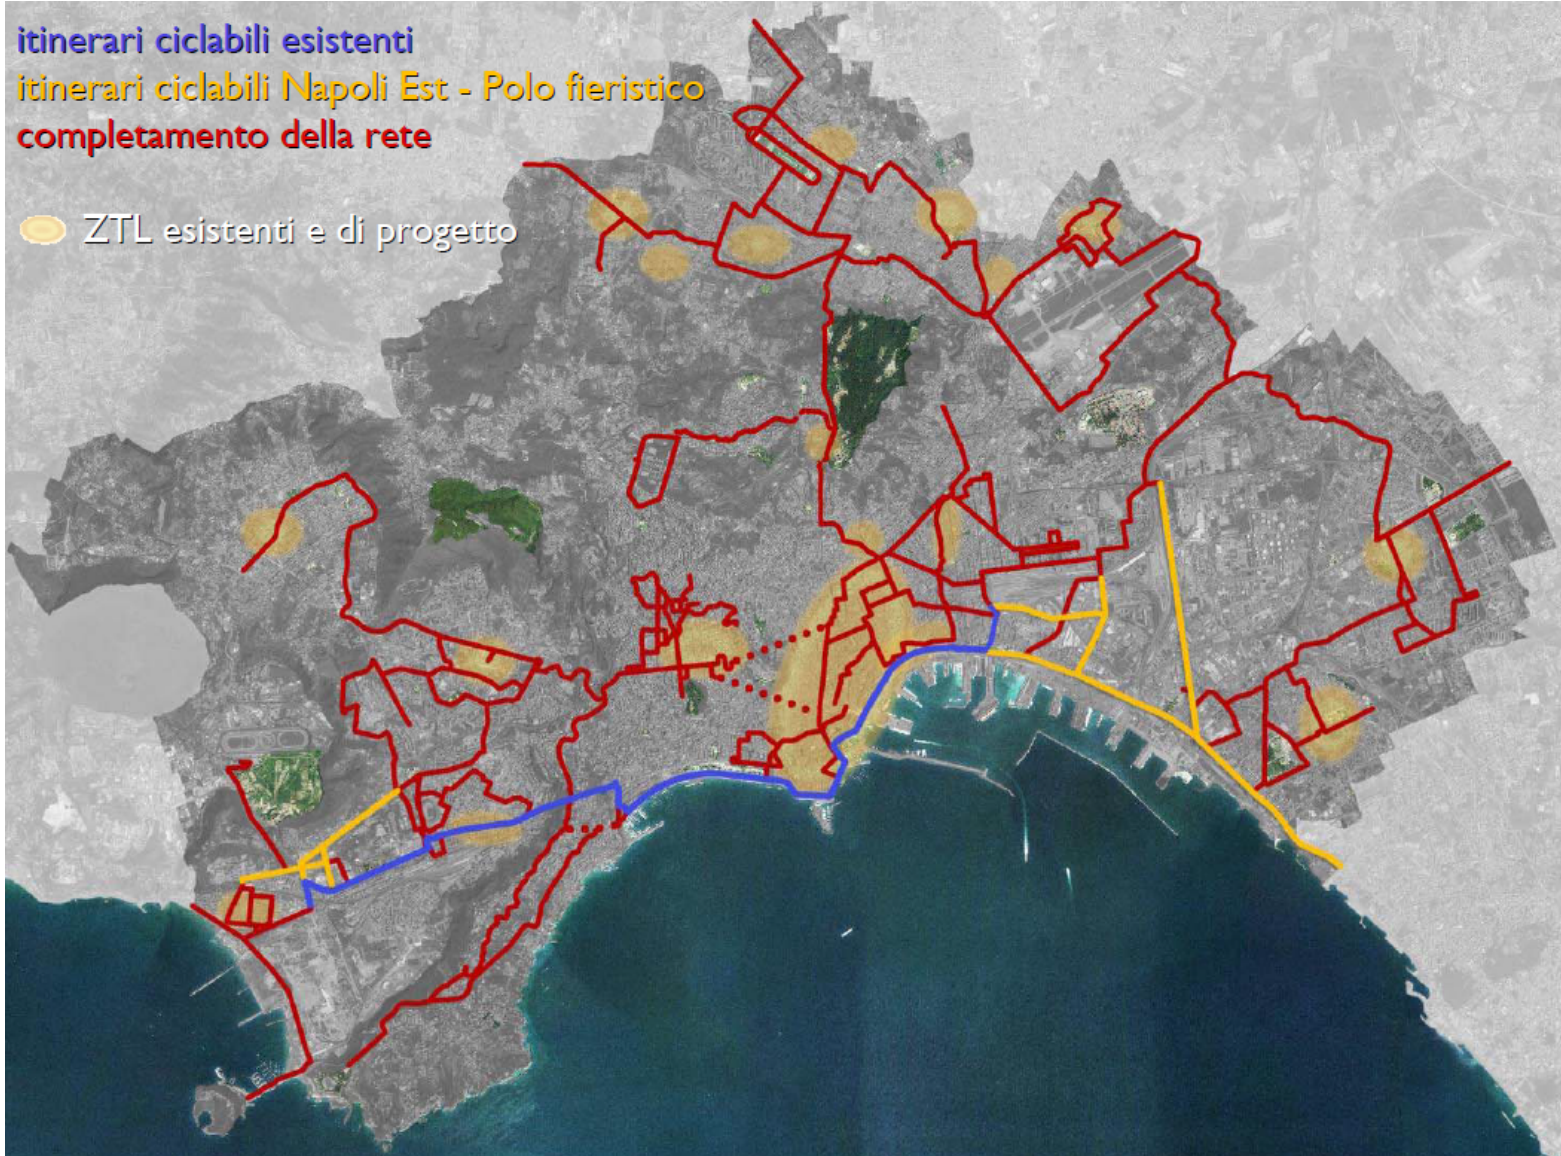 itinerari ciclabili esistenti
itinerari ciclabili Napoli Est - Polo fieristico
completamento della rete
ZTL esistenti e di progetto